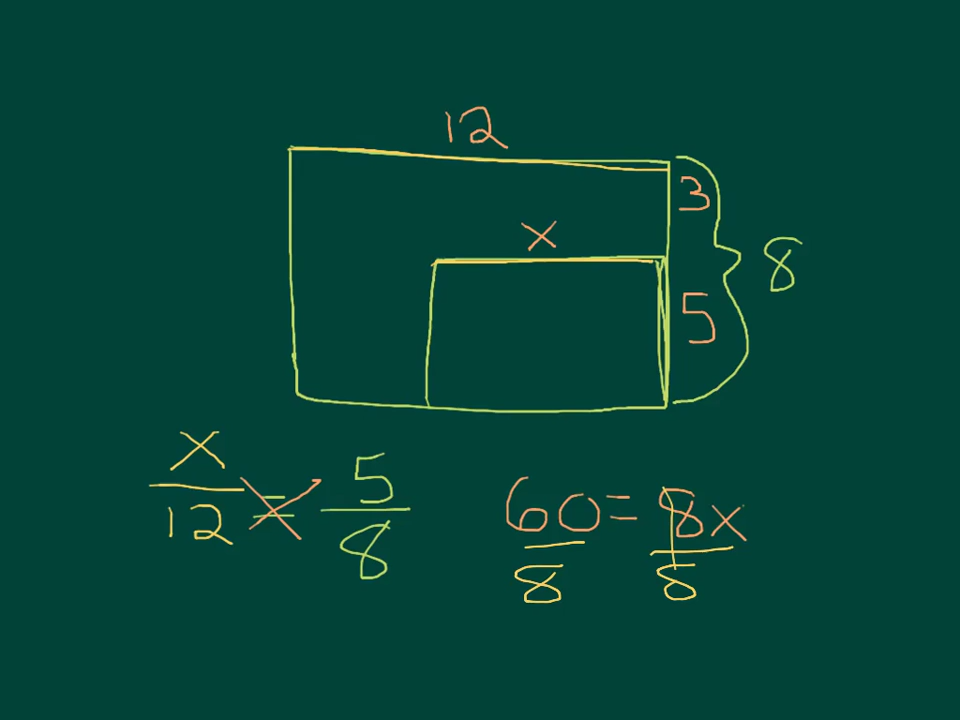 12
3
x
8
5
x/12 = 5/8
60/8 = 8x/8